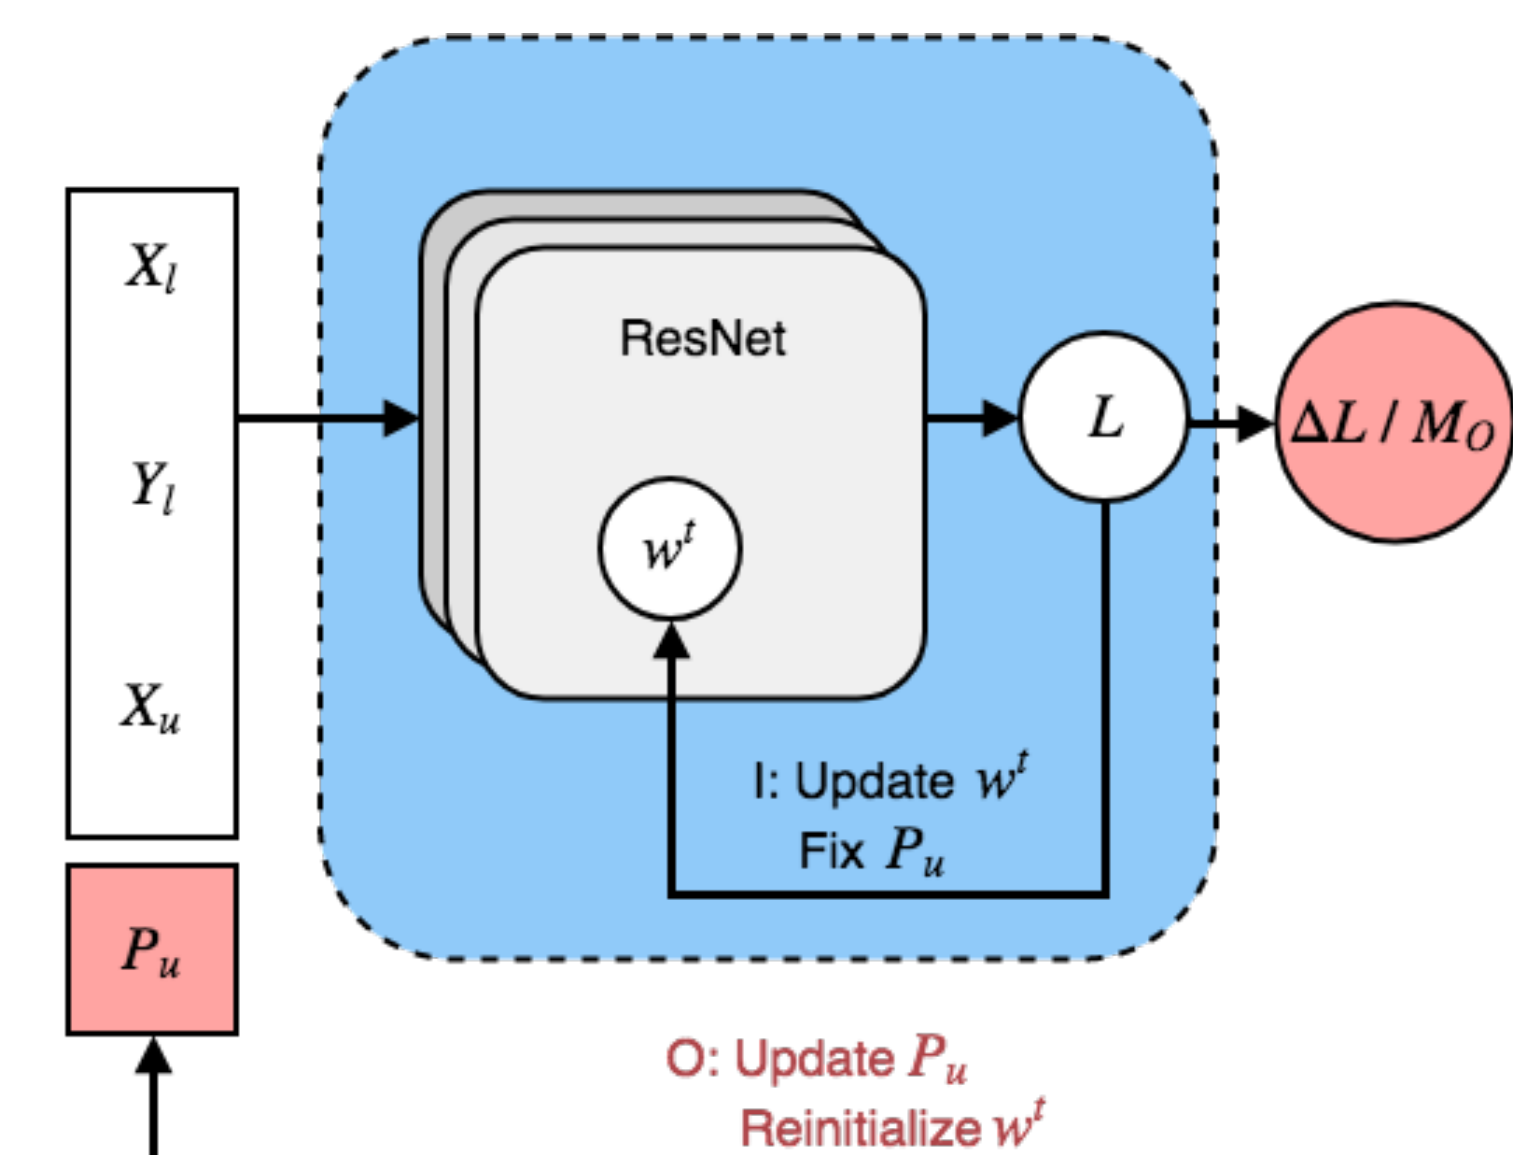 X_l
Y_l
X_u
P_u
ResNet
w^t
L
ΔL / M_O
I: Update w^t
Fix P_u
O: Update P_u
Reinitialize w^t